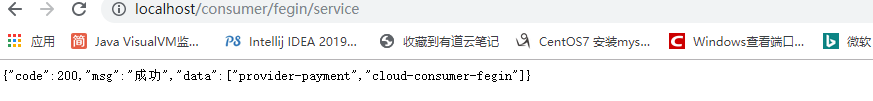 localhost/consumer/fegin/service
应用 简 Java VisualVM监... PS Intellij IDEA 2019... 收藏到有道云笔记 CentOS7 安装mys... C Windows查看端口... b 微软
{"code":200,"msg":"成功","data":["provider-payment","cloud-consumer-fegin"]}